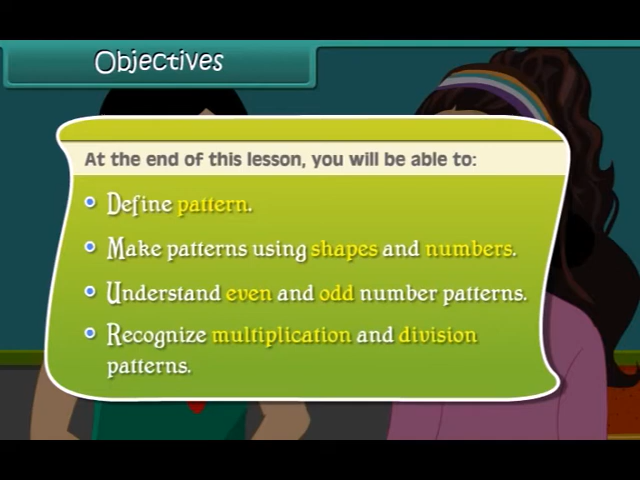 Objectives
At the end of this lesson, you will be able to:
• Define pattern.
• Make patterns using shapes and numbers.
• Understand even and odd number patterns.
• Recognize multiplication and division
patterns.